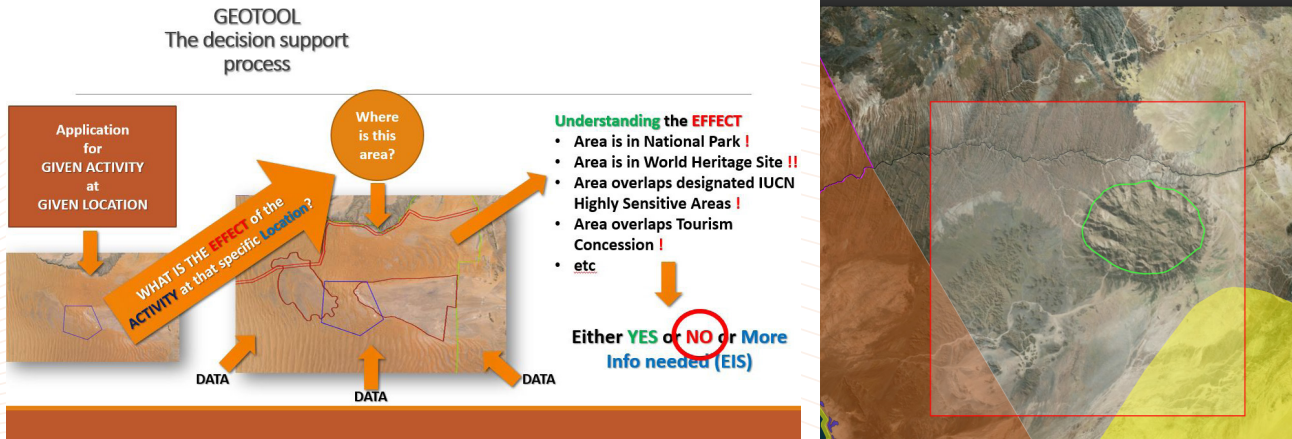 GEOTOOL
The decision support
process
Application
for
GIVEN ACTIVITY
at
GIVEN LOCATION
WHAT IS THE EFFECT of the
ACTIVITY at that specific Location?
Where
is this
area?
DATA
DATA
DATA
Understanding the EFFECT
• Area is in National Park !
• Area is in World Heritage Site !!
• Area overlaps designated IUCN
Highly Sensitive Areas !
• Area overlaps Tourism
Concession !
• etc
Either YES or NO or More
Info needed (EIS)